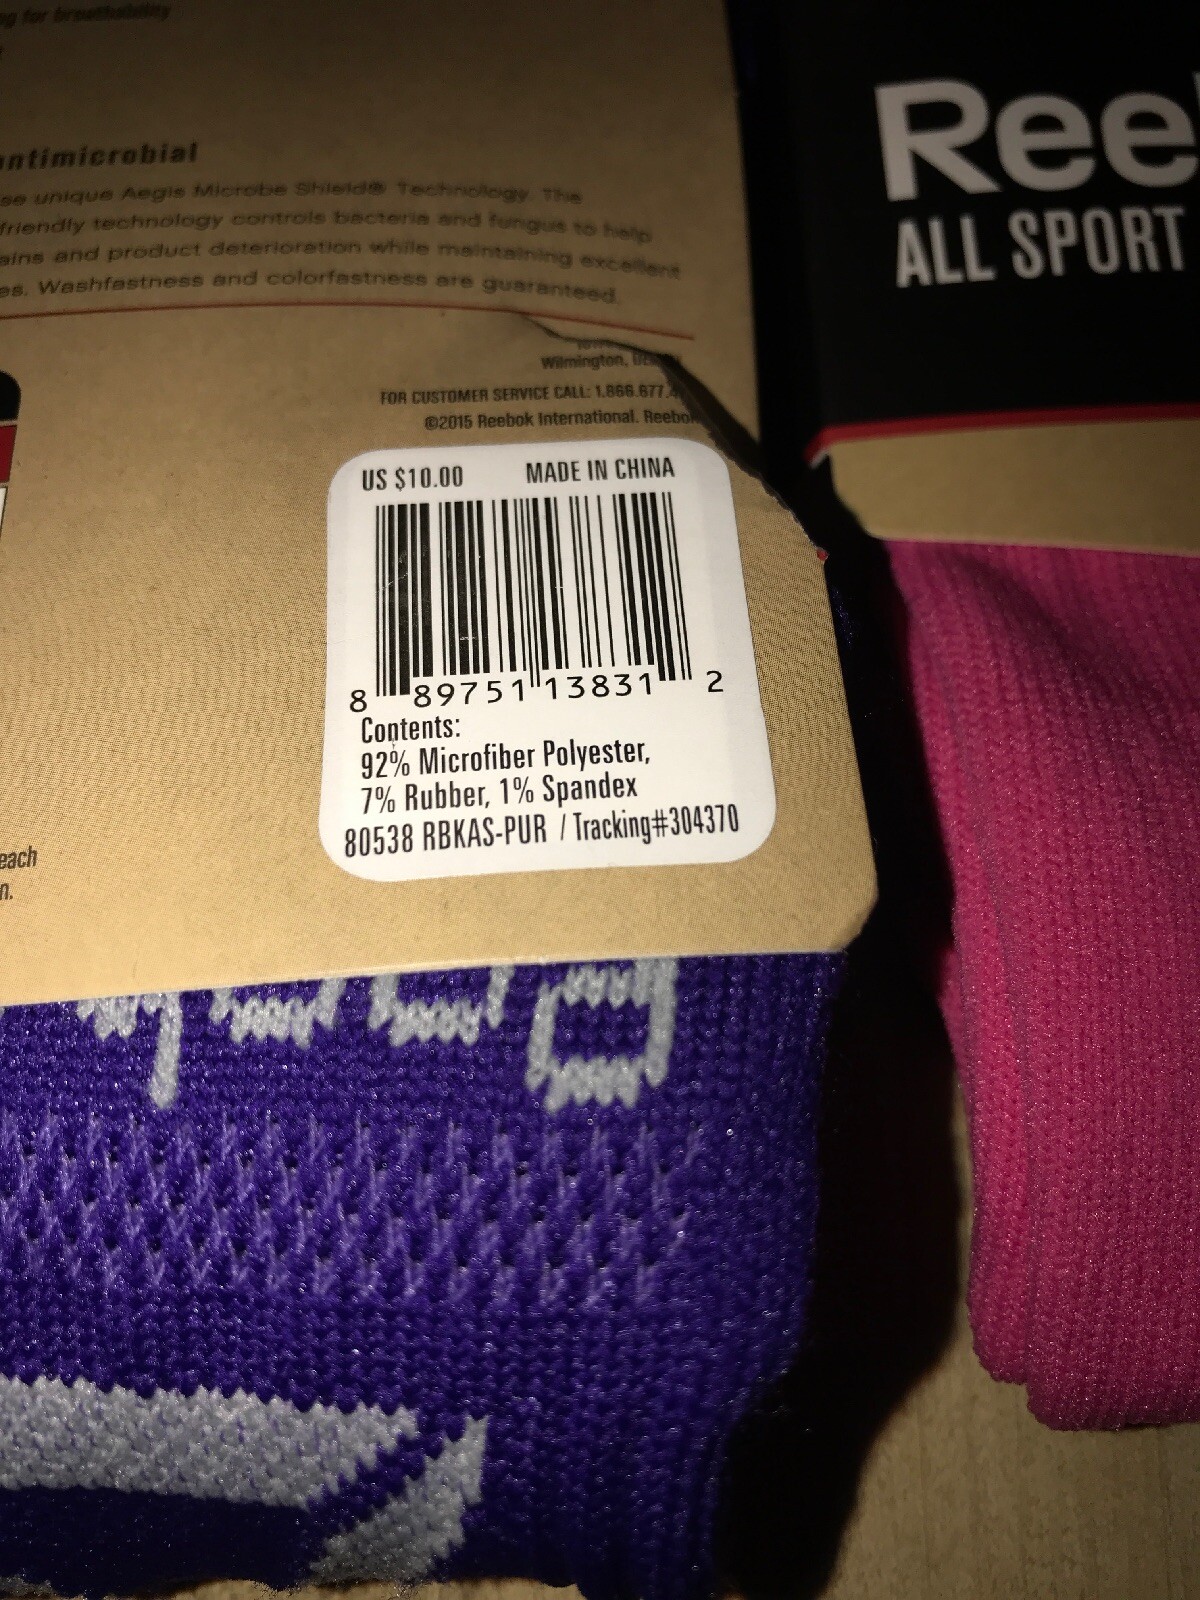 for breathability
antimicrobial
se unique Aegis Microbe Shield® Technology. The
friendly technology controls bacteria and fungus to help
ains and product deterioration while maintaining excellent
es. Washfastness and colorfastness are guaranteed.
Wilmington,
FOR CUSTOMER SERVICE CALL: 1.866.677.
©2015 Reebok International. Reebok
US $10.00 MADE IN CHINA
8 89751 13831 2
Contents:
92% Microfiber Polyester,
7% Rubber, 1% Spandex
80538 RBKAS-PUR / Tracking#304370
each
n.
Ree
ALL SPORT